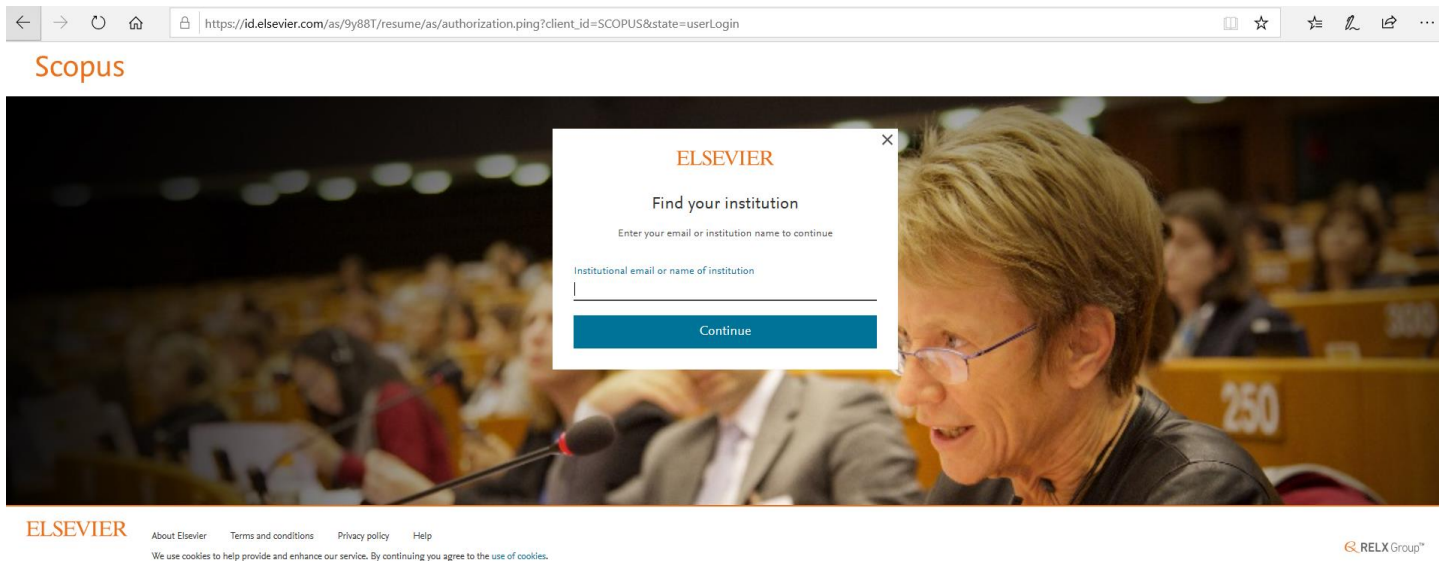 https://id.elsevier.com/as/9y88T/resume/as/authorization.ping?client_id=SCOPUS&state=userLogin
Scopus
ELSEVIER
Find your institution
Enter your email or institution name to continue
Institutional email or name of institution
Continue
250
300
ELSEVIER
About Elsevier Terms and conditions Privacy policy Help
We use cookies to help provide and enhance our service. By continuing you agree to the use of cookies.
RELX Group™